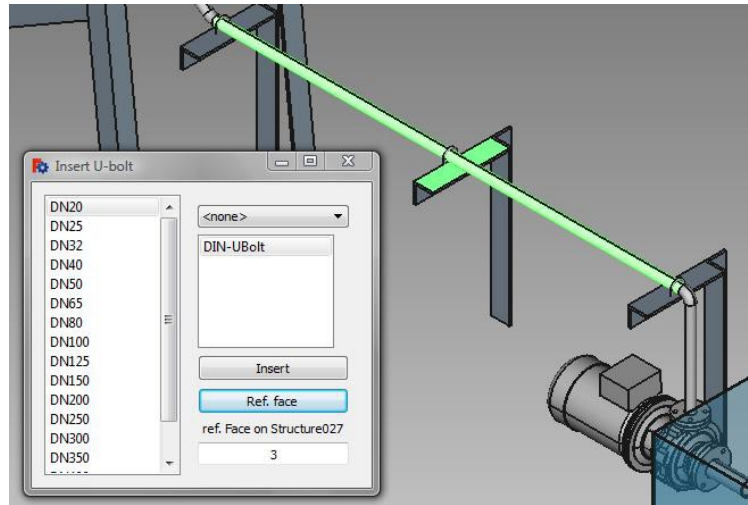 Insert U-bolt
DN20
DN25
DN32
DN40
DN50
DN65
DN80
DN100
DN125
DN150
DN200
DN250
DN300
DN350
<none>
DIN-UBolt
Insert
Ref. face
ref. Face on Structure027
3